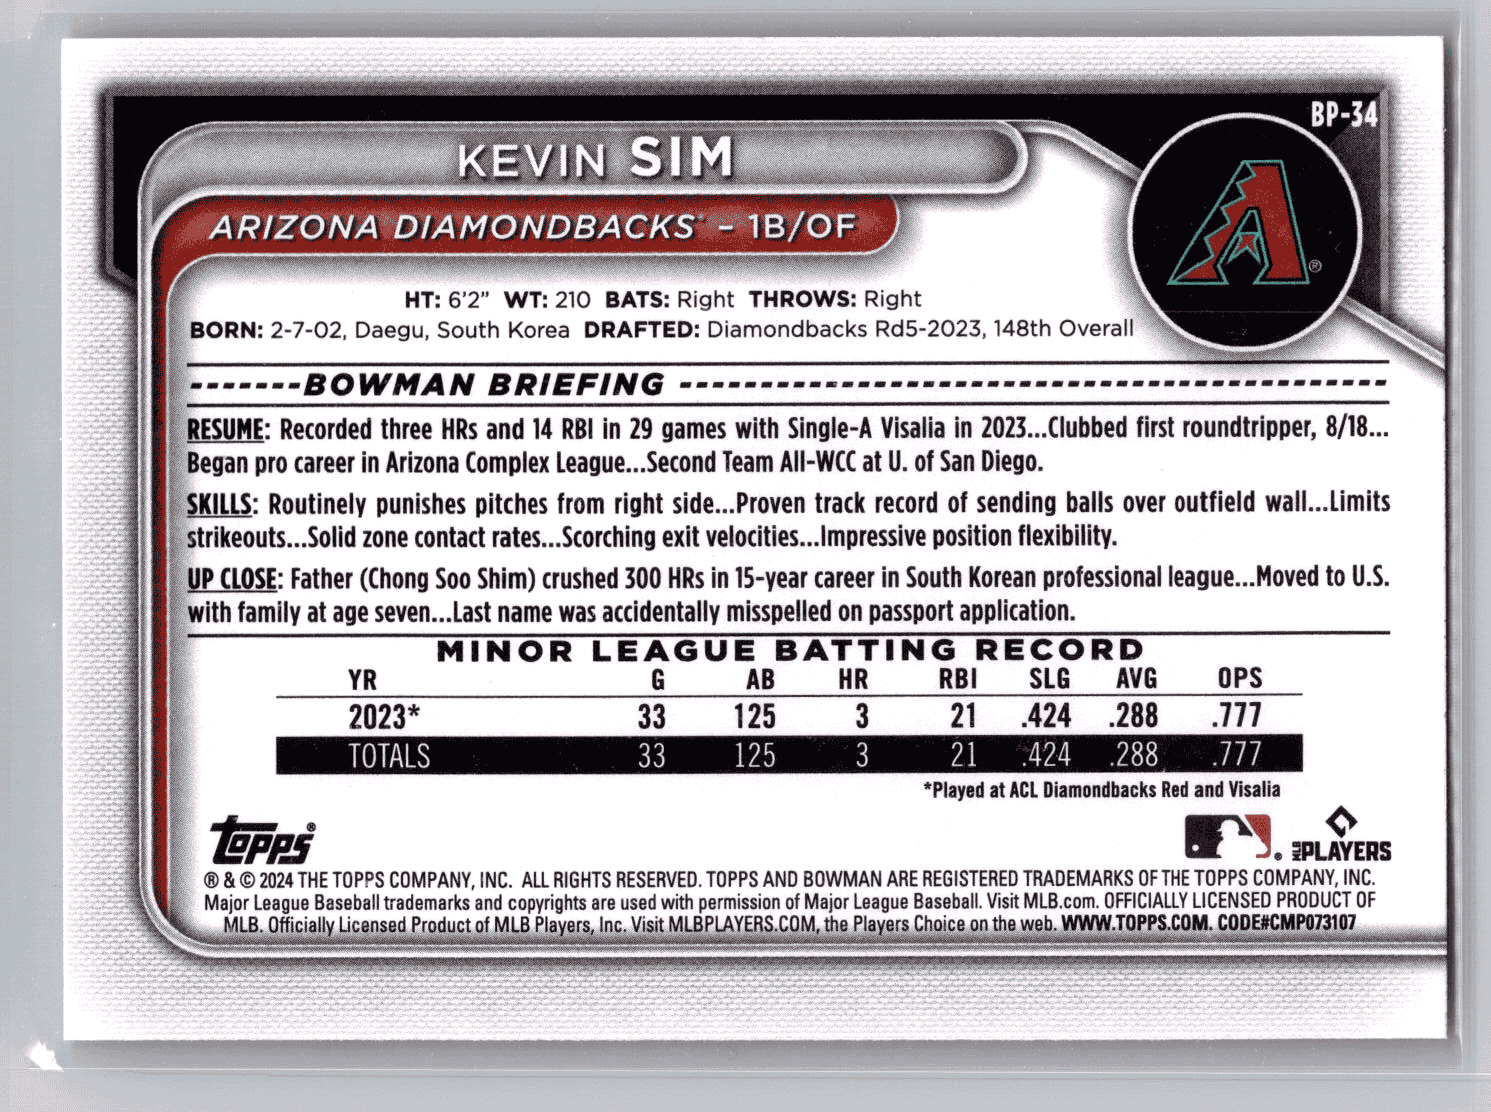 BP-34
KEVIN SIM
ARIZONA DIAMONDBACKS - 1B/OF
HT: 6'2" WT: 210 BATS: Right THROWS: Right
BORN: 2-7-02, Daegu, South Korea DRAFTED: Diamondbacks Rd5-2023, 148th Overall
BOWMAN BRIEFING
RESUME: Recorded three HRs and 14 RBI in 29 games with Single-A Visalia in 2023...Clubbed first roundtripper, 8/18...
Began pro career in Arizona Complex League...Second Team All-WCC at U. of San Diego.
SKILLS: Routinely punishes pitches from right side...Proven track record of sending balls over outfield wall...Limits
strikeouts...Solid zone contact rates...Scorching exit velocities...Impressive position flexibility.
UP CLOSE: Father (Chong Soo Shim) crushed 300 HRs in 15-year career in South Korean professional league...Moved to U.S.
with family at age seven...Last name was accidentally misspelled on passport application.
MINOR LEAGUE BATTING RECORD
YR G AB HR RBI SLG AVG OPS
2023* 33 125 3 21 .424 .288 .777
TOTALS 33 125 3 21 .424 .288 .777
*Played at ACL Diamondbacks Red and Visalia
Topps®
MLB PLAYERS
® & © 2024 THE TOPPS COMPANY, INC. ALL RIGHTS RESERVED. TOPPS AND BOWMAN ARE REGISTERED TRADEMARKS OF THE TOPPS COMPANY, INC.
Major League Baseball trademarks and copyrights are used with permission of Major League Baseball. Visit MLB.com. OFFICIALLY LICENSED PRODUCT OF
MLB. Officially Licensed Product of MLB Players, Inc. Visit MLBPLAYERS.COM, the Players Choice on the web. WWW.TOPPS.COM. CODE#CMP073107